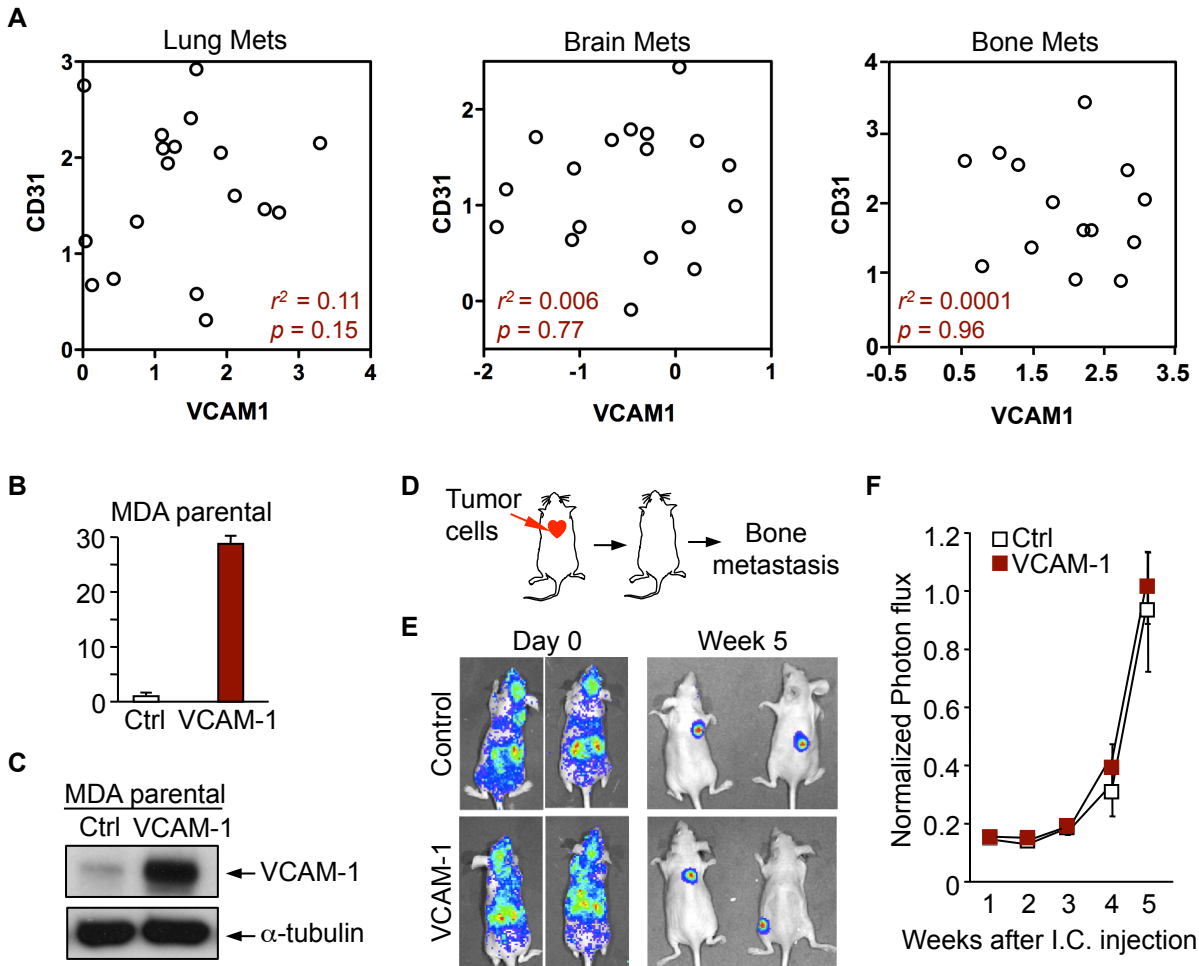 A
Lung Mets
Brain Mets
Bone Mets
CD31
3
2
1
0
r² = 0.11
p = 0.15
0 1 2 3 4
VCAM1
CD31
2
1
0
r² = 0.006
p = 0.77
-2 -1 0 1
VCAM1
CD31
4
3
2
1
0
r² = 0.0001
p = 0.96
-0.5 0.5 1.5 2.5 3.5
VCAM1
B
MDA parental
30
20
10
0
Ctrl VCAM-1
C
MDA parental
Ctrl VCAM-1
VCAM-1
α-tubulin
D
Tumor
cells
Bone
metastasis
E
Day 0 Week 5
Control
VCAM-1
F
Ctrl
VCAM-1
Normalized Photon flux
1.2
1.0
0.8
0.6
0.4
0.2
0
1 2 3 4 5
Weeks after I.C. injection